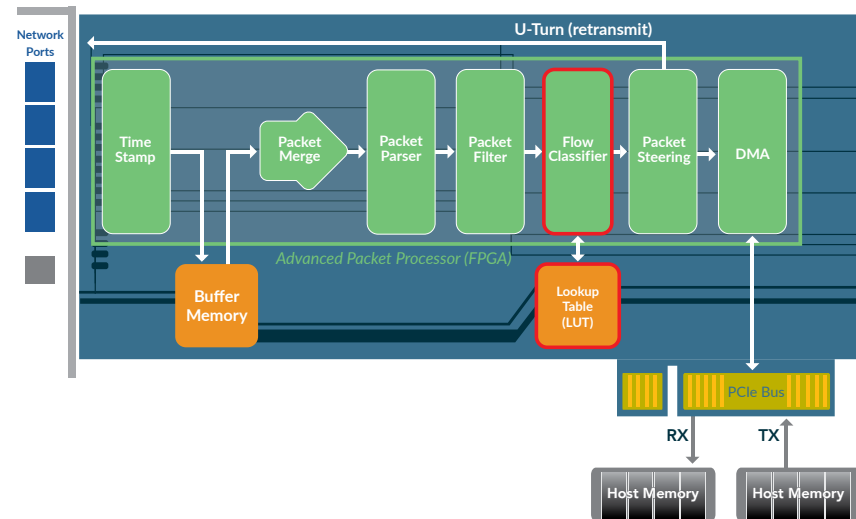 Network
Ports
U-Turn (retransmit)
Time
Stamp
Packet
Merge
Packet
Parser
Packet
Filter
Flow
Classifier
Packet
Steering
DMA
Advanced Packet Processor (FPGA)
Buffer
Memory
Lookup
Table
(LUT)
PCIe Bus
RX
TX
Host Memory
Host Memory